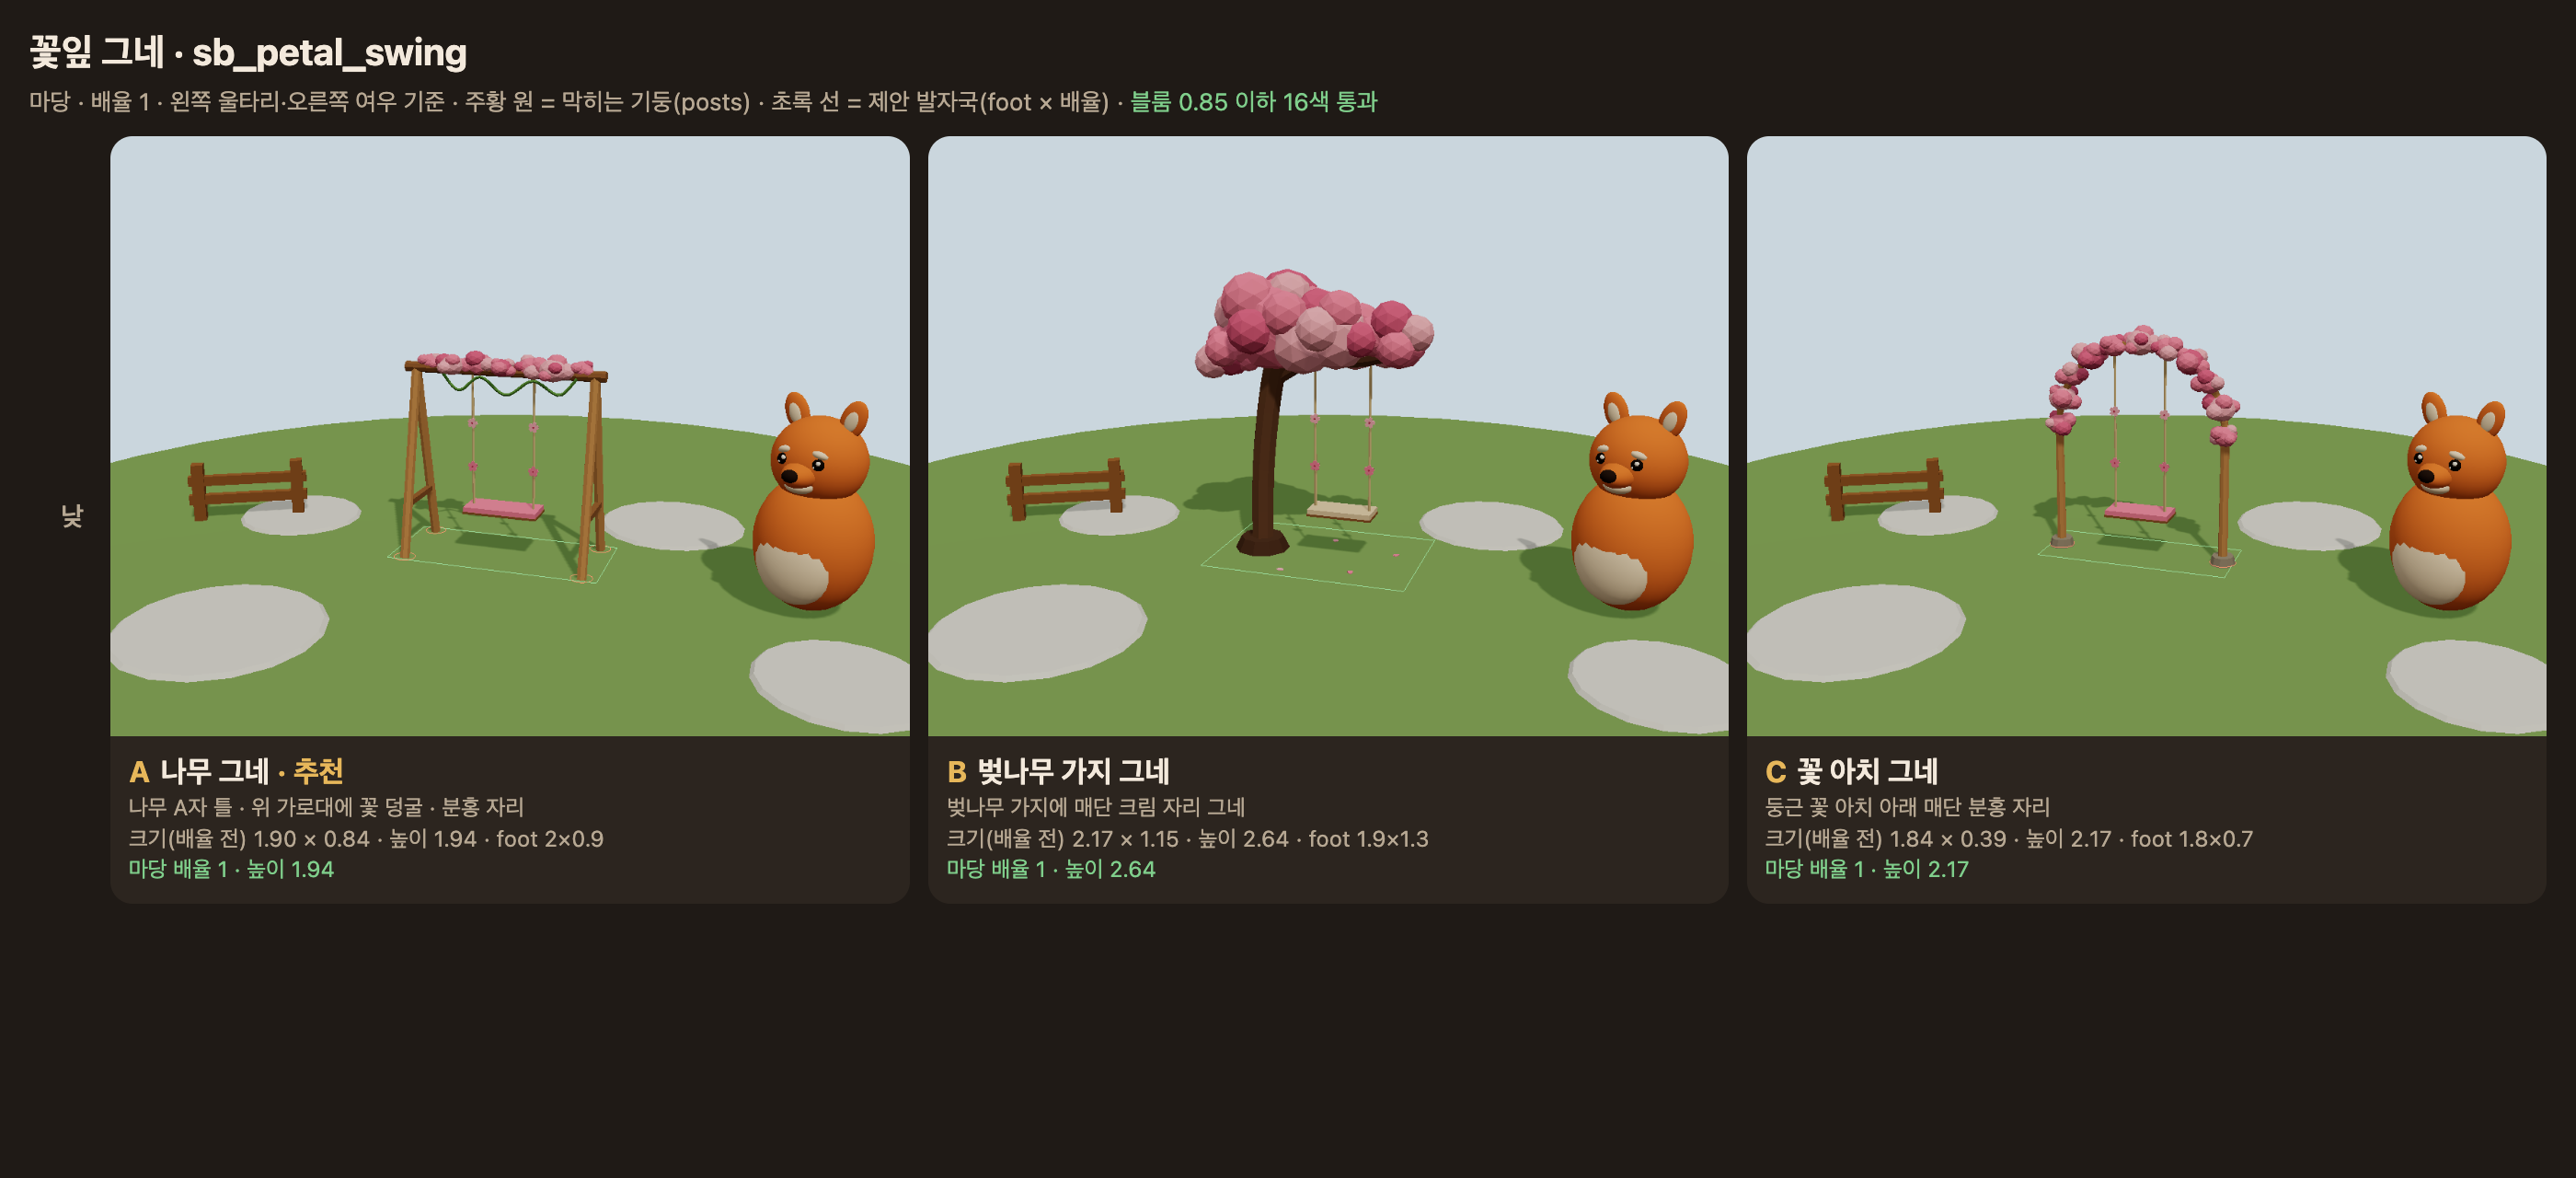 꽃잎 그네 · sb_petal_swing
마당 · 배율 1 · 왼쪽 울타리·오른쪽 여우 기준 · 주황 원 = 막히는 기둥(posts) · 초록 선 = 제안 발자국(foot × 배율) · 블룸 0.85 이하 16색 통과
낮
A 나무 그네 · 추천
나무 A자 틀 · 위 가로대에 꽃 덩굴 · 분홍 자리
크기(배율 전) 1.90 × 0.84 · 높이 1.94 · foot 2×0.9
마당 배율 1 · 높이 1.94
B 벚나무 가지 그네
벚나무 가지에 매단 크림 자리 그네
크기(배율 전) 2.17 × 1.15 · 높이 2.64 · foot 1.9×1.3
마당 배율 1 · 높이 2.64
C 꽃 아치 그네
둥근 꽃 아치 아래 매단 분홍 자리
크기(배율 전) 1.84 × 0.39 · 높이 2.17 · foot 1.8×0.7
마당 배율 1 · 높이 2.17